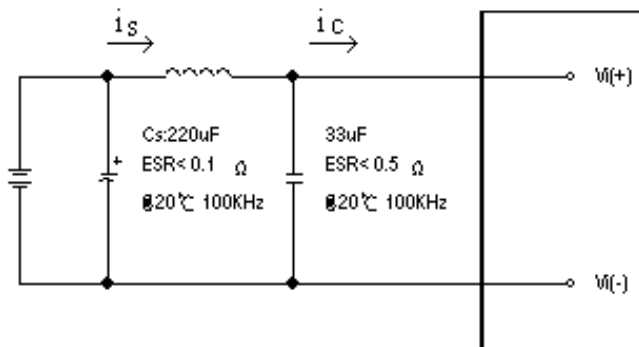 is
ic
Vi(+)
Cs:220uF
ESR< 0.1 Ω
@20℃ 100KHz
33uF
ESR< 0.5 Ω
@20℃ 100KHz
+
Vi(-)